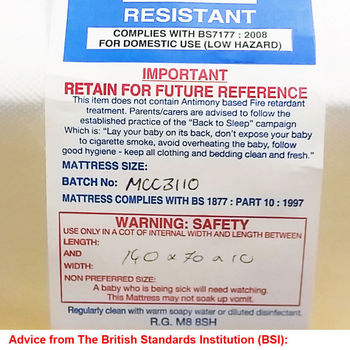 RESISTANT
COMPLIES WITH BS7177 : 2008
FOR DOMESTIC USE (LOW HAZARD)
IMPORTANT
RETAIN FOR FUTURE REFERENCE
This item does not contain Antimony based Fire retardant
treatment. Parents/carers are advised to follow the
established practice of the "Back to Sleep" campaign
Which is: "Lay your baby on its back, don't expose your baby
to cigarette smoke, avoid overheating the baby, follow
good hygiene - keep all clothing and bedding clean and fresh."
MATTRESS SIZE:
BATCH No: MCC3110
MATTRESS COMPLIES WITH BS 1877 : PART 10 : 1997
WARNING: SAFETY
USE ONLY IN A COT OF INTERNAL WIDTH AND LENGTH BETWEEN
LENGTH:
AND 140 x 70 x 10
WIDTH:
NON PREFERED SIZE:
A baby who is being sick will need watching.
This Mattress may not soak up vomit.
Regularly clean with warm soapy water or diluted disinfectant.
R.G. M8 8SH
Advice from The British Standards Institution (BSI):